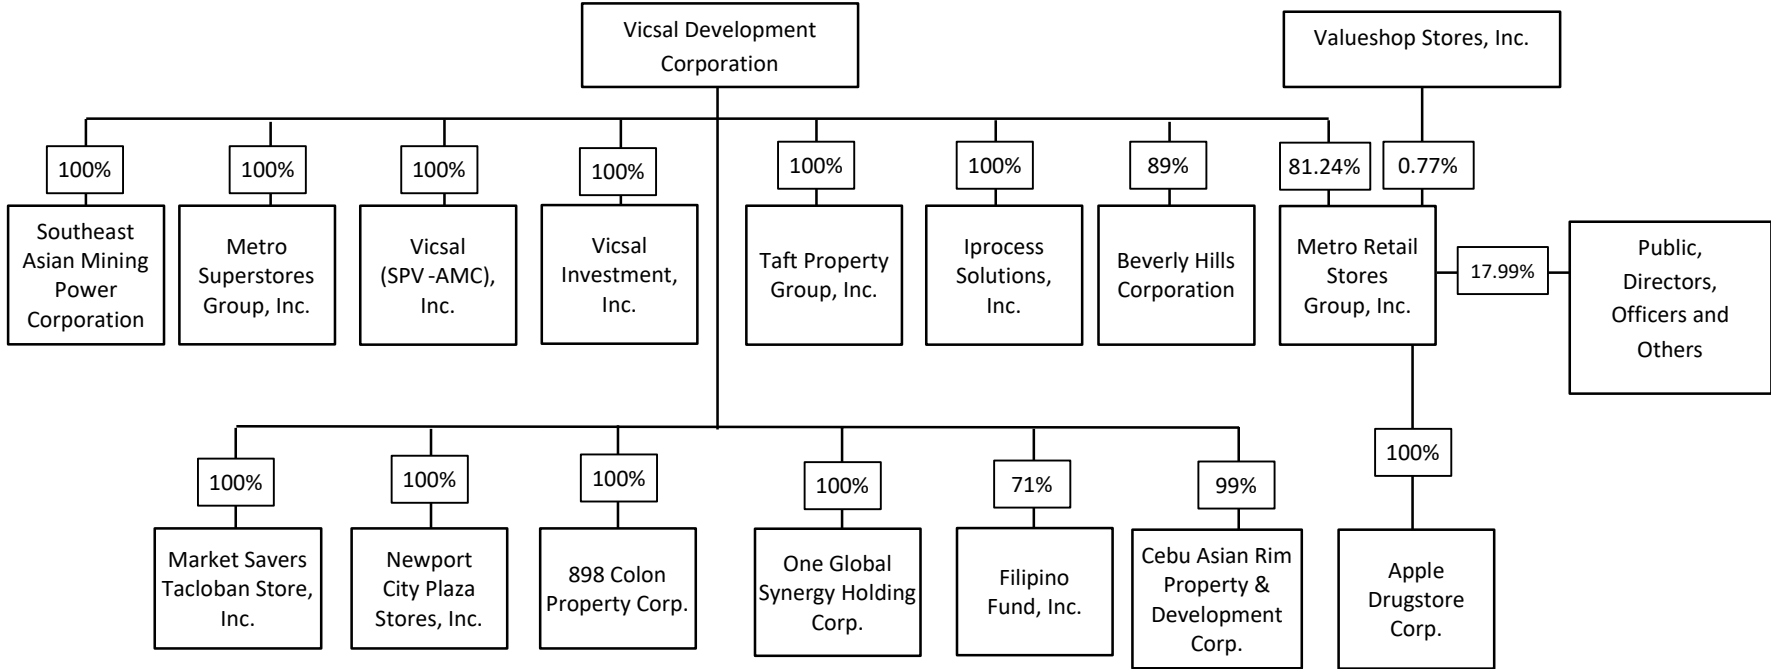 Vicsal Development
Corporation
Valueshop Stores, Inc.
100%
100%
100%
100%
100%
100%
89%
81.24%
0.77%
Southeast
Asian Mining
Power
Corporation
Metro
Superstores
Group, Inc.
Vicsal
(SPV -AMC),
Inc.
Vicsal
Investment,
Inc.
Taft Property
Group, Inc.
Iprocess
Solutions,
Inc.
Beverly Hills
Corporation
Metro Retail
Stores
Group, Inc.
17.99%
Public,
Directors,
Officers and
Others
100%
100%
100%
100%
71%
99%
100%
Market Savers
Tacloban Store,
Inc.
Newport
City Plaza
Stores, Inc.
898 Colon
Property Corp.
One Global
Synergy Holding
Corp.
Filipino
Fund, Inc.
Cebu Asian Rim
Property &
Development
Corp.
Apple
Drugstore
Corp.